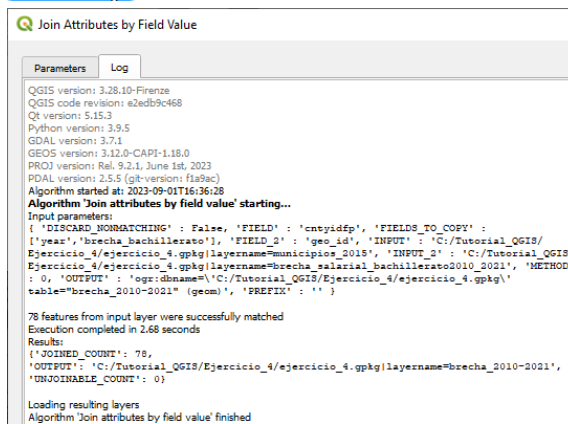 Join Attributes by Field Value
Parameters Log
QGIS version: 3.28.10-Firenze
QGIS code revision: e2edb9c468
Qt version: 5.15.3
Python version: 3.9.5
GDAL version: 3.7.1
GEOS version: 3.12.0-CAPI-1.18.0
PROJ version: Rel. 9.2.1, June 1st, 2023
PDAL version: 2.5.5 (git-version: f1a9ac)
Algorithm started at: 2023-09-01T16:36:28
Algorithm 'Join attributes by field value' starting...
Input parameters:
{ 'DISCARD_NONMATCHING' : False, 'FIELD' : 'cntyidfp', 'FIELDS_TO_COPY' :
['year','brecha_bachillerato'], 'FIELD_2' : 'geo_id', 'INPUT' : 'C:/Tutorial_QGIS/
Ejercicio_4/ejercicio_4.gpkg|layername=municipios_2015', 'INPUT_2' : 'C:/Tutorial_QGIS
Ejercicio_4/ejercicio_4.gpkg|layername=brecha_salarial_bachillerato2010_2021', 'METHOD
: 0, 'OUTPUT' : 'ogr:dbname=\'C:/Tutorial_QGIS/Ejercicio_4/ejercicio_4.gpkg\'
table="brecha_2010-2021" (geom)', 'PREFIX' : '' }
78 features from input layer were successfully matched
Execution completed in 2.68 seconds
Results:
{'JOINED_COUNT': 78,
'OUTPUT': 'C:/Tutorial_QGIS/Ejercicio_4/ejercicio_4.gpkg|layername=brecha_2010-2021',
'UNJOINABLE_COUNT': 0}
Loading resulting layers
Algorithm 'Join attributes by field value' finished